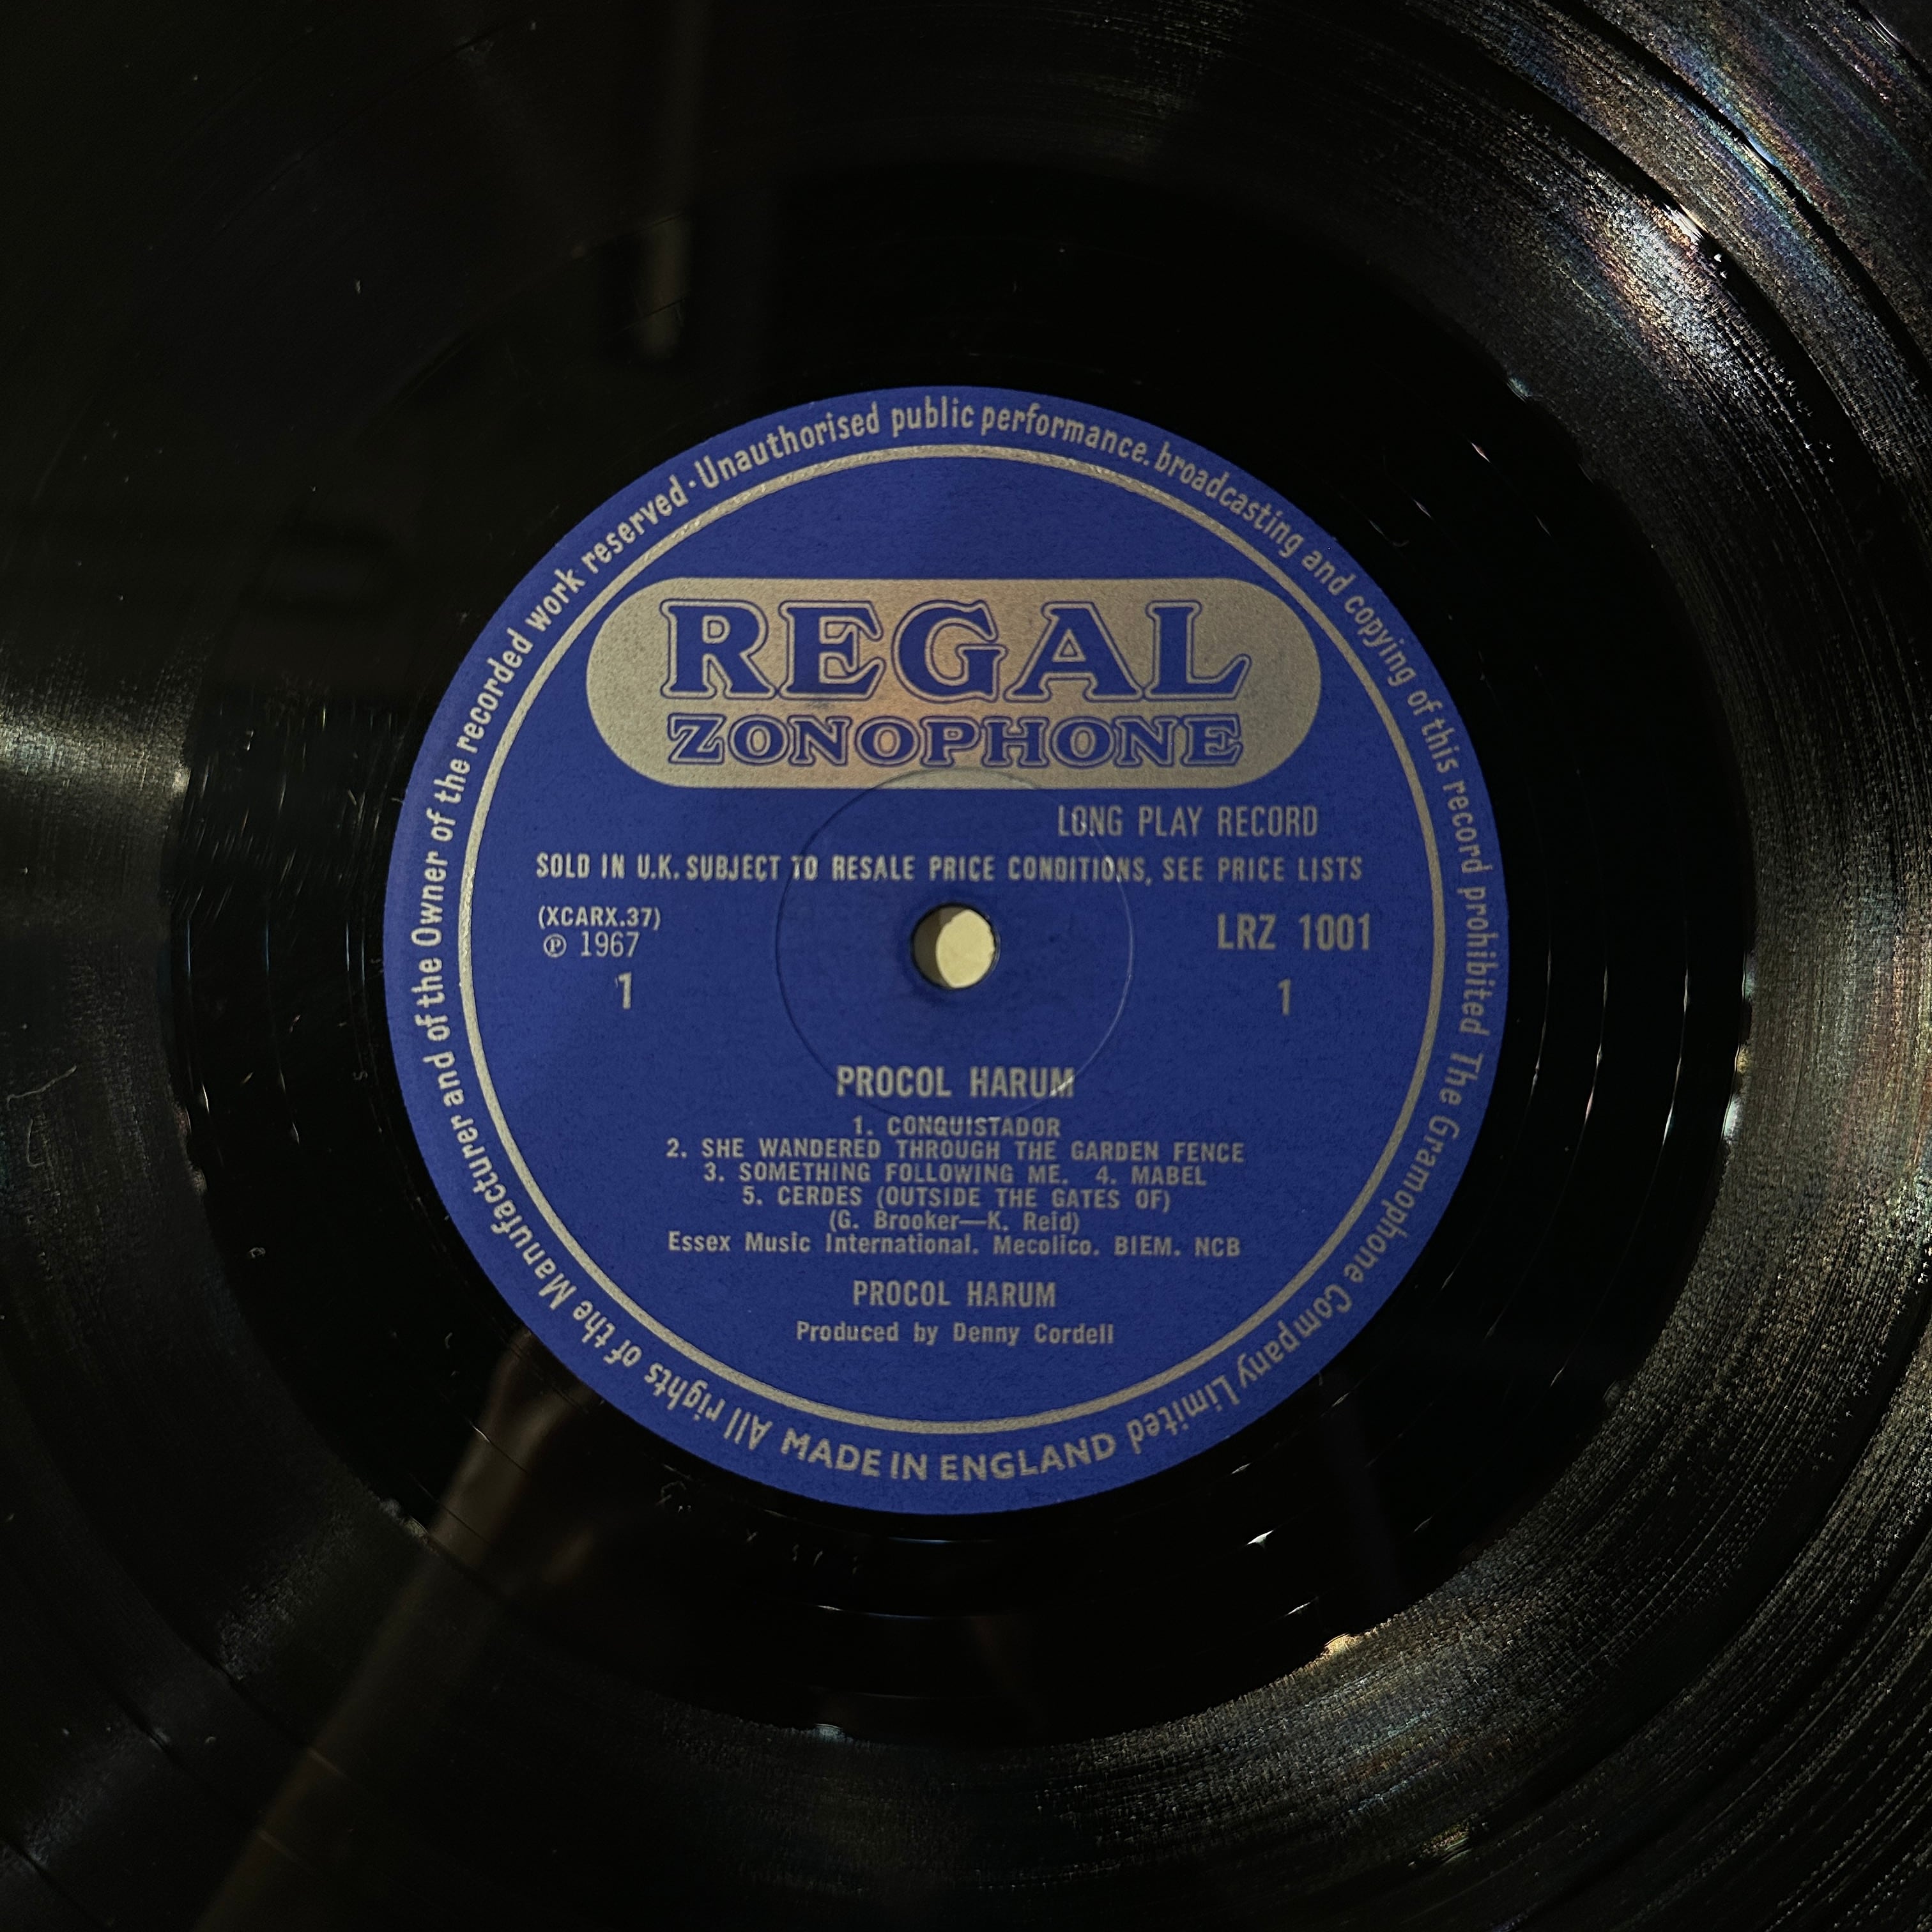 All rights of the Manufacturer and of the Owner of the recorded work reserved · Unauthorised public performance. broadcasting and copying of this record prohibited The Gramophone Company Limited
REGAL
ZONOPHONE
LONG PLAY RECORD
SOLD IN U.K. SUBJECT TO RESALE PRICE CONDITIONS, SEE PRICE LISTS
(XCARX.37)
℗ 1967
1
LRZ 1001
1
PROCOL HARUM
1. CONQUISTADOR
2. SHE WANDERED THROUGH THE GARDEN FENCE
3. SOMETHING FOLLOWING ME. 4. MABEL
5. CERDES (OUTSIDE THE GATES OF)
(G. Brooker—K. Reid)
Essex Music International. Mecolico. BIEM. NCB
PROCOL HARUM
Produced by Denny Cordell
MADE IN ENGLAND